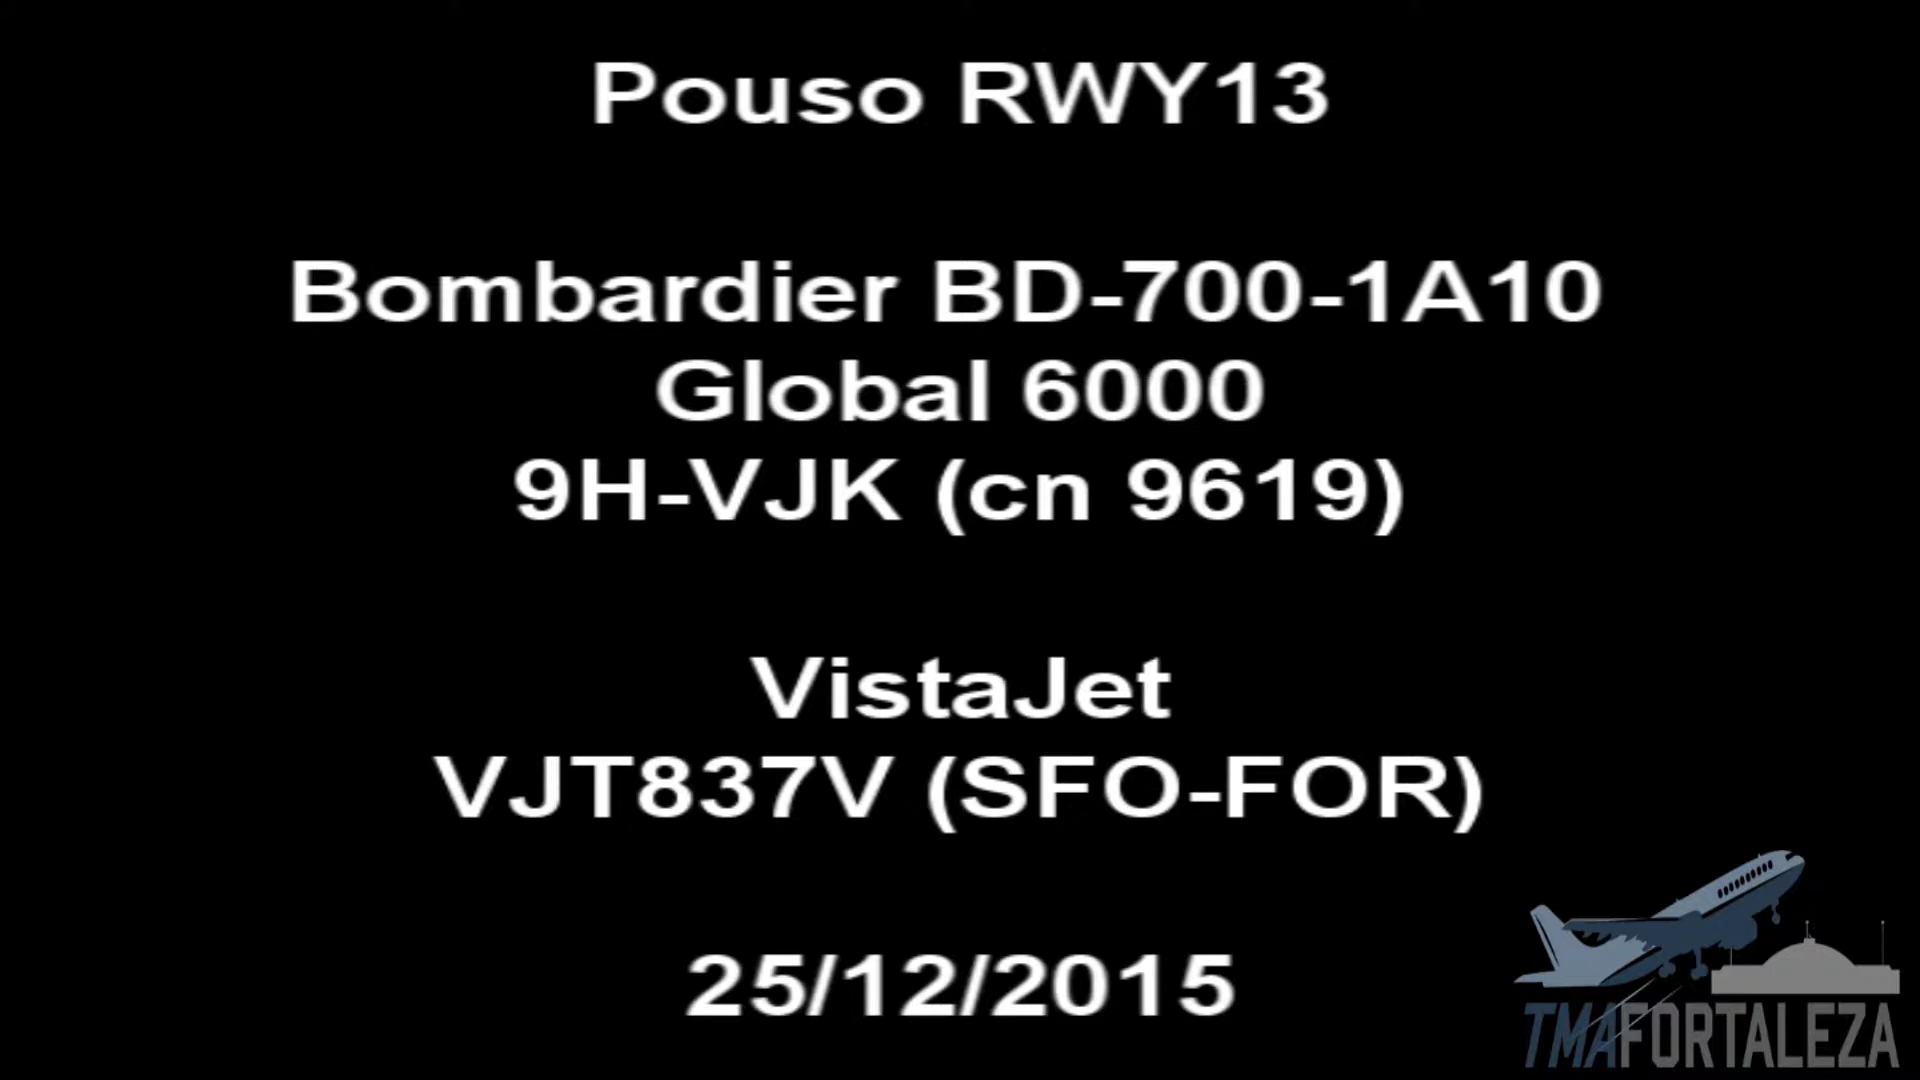 Pouso RWY13
Bombardier BD-700-1A10
Global 6000
9H-VJK (cn 9619)
VistaJet
VJT837V (SFO-FOR)
25/12/2015
TMAFORTALEZA